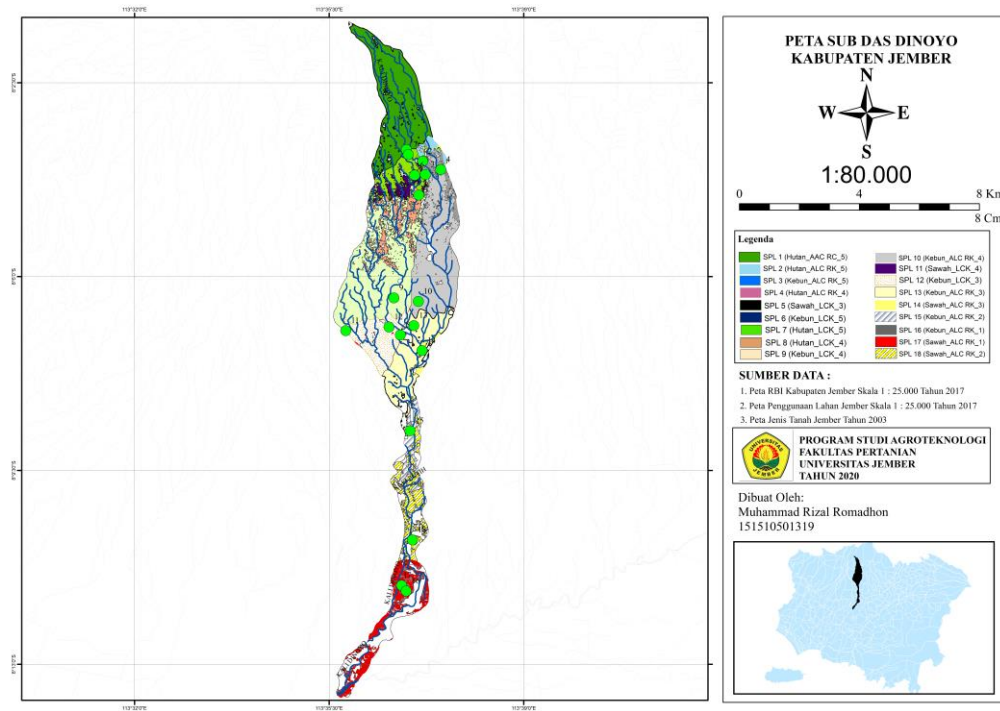 PETA SUB DAS DINOYO
KABUPATEN JEMBER
N
W E
S
1:80.000
0 4 8 Km
8 Cm
Legenda
SPL 1 (Hutan_AAC RC_5)
SPL 2 (Hutan_ALC RK_5)
SPL 3 (Kebun_ALC RK_5)
SPL 4 (Hutan_ALC RK_4)
SPL 5 (Sawah_LCK_3)
SPL 6 (Kebun_LCK_5)
SPL 7 (Hutan_LCK_5)
SPL 8 (Hutan_LCK_4)
SPL 9 (Kebun_LCK_4)
SPL 10 (Kebun_ALC RK_4)
SPL 11 (Sawah_LCK_4)
SPL 12 (Kebun_LCK_3)
SPL 13 (Kebun_ALC RK_3)
SPL 14 (Sawah_ALC RK_3)
SPL 15 (Kebun_ALC RK_2)
SPL 16 (Kebun_ALC RK_1)
SPL 17 (Sawah_ALC RK_1)
SPL 18 (Sawah_ALC RK_2)
SUMBER DATA :
1. Peta RBI Kabupaten Jember Skala 1 : 25.000 Tahun 2017
2. Peta Penggunaan Lahan Jember Skala 1 : 25.000 Tahun 2017
3. Peta Jenis Tanah Jember Tahun 2003
UNIVERSITAS
JEMBER
PROGRAM STUDI AGROTEKNOLOGI
FAKULTAS PERTANIAN
UNIVERSITAS JEMBER
TAHUN 2020
Dibuat Oleh:
Muhammad Rizal Romadhon
151510501319
10